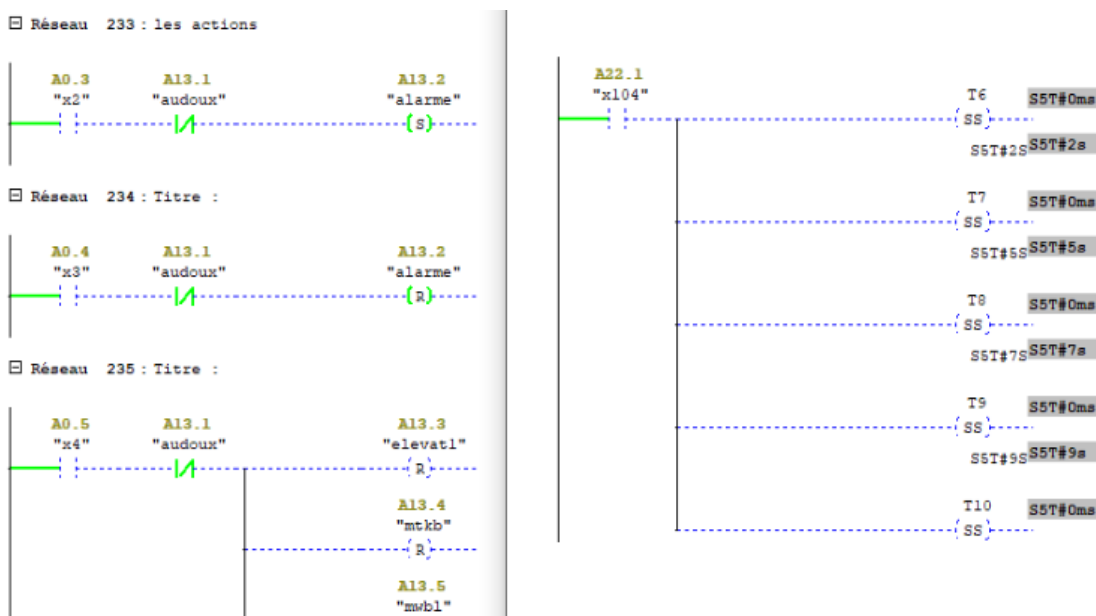 Réseau 233 : les actions
A0.3 A13.1 A13.2
"x2" "audoux" "alarme"
S
Réseau 234 : Titre :
A0.4 A13.1 A13.2
"x3" "audoux" "alarme"
R
Réseau 235 : Titre :
A0.5 A13.1 A13.3
"x4" "audoux" "elevat1"
R
A13.4
"mtkb"
R
A13.5
"mwb1"
A22.1
"x104"
T6 S5T#0ms
SS
S5T#2S S5T#2s
T7 S5T#0ms
SS
S5T#5S S5T#5s
T8 S5T#0ms
SS
S5T#7S S5T#7s
T9 S5T#0ms
SS
S5T#9S S5T#9s
T10 S5T#0ms
SS